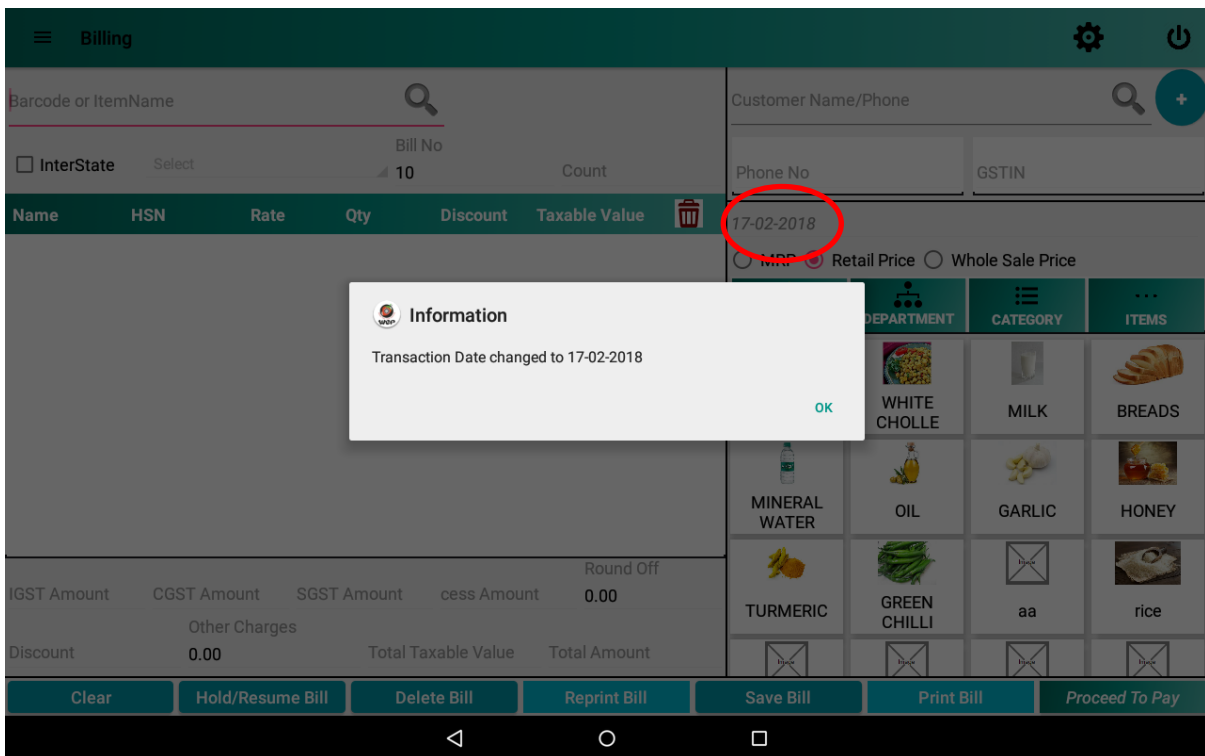 Billing
Barcode or ItemName
Customer Name/Phone
+
InterState
Select
Bill No
10
Count
Phone No
GSTIN
Name HSN Rate Qty Discount Taxable Value
17-02-2018
MRP Retail Price Whole Sale Price
DEPARTMENT CATEGORY ITEMS
Information
Transaction Date changed to 17-02-2018
OK
WHITE
CHOLLE
MILK
BREADS
MINERAL
WATER
OIL
GARLIC
HONEY
TURMERIC
GREEN
CHILLI
aa
rice
Round Off
IGST Amount CGST Amount SGST Amount cess Amount 0.00
Other Charges
Discount 0.00 Total Taxable Value Total Amount
Clear Hold/Resume Bill Delete Bill Reprint Bill Save Bill Print Bill Proceed To Pay